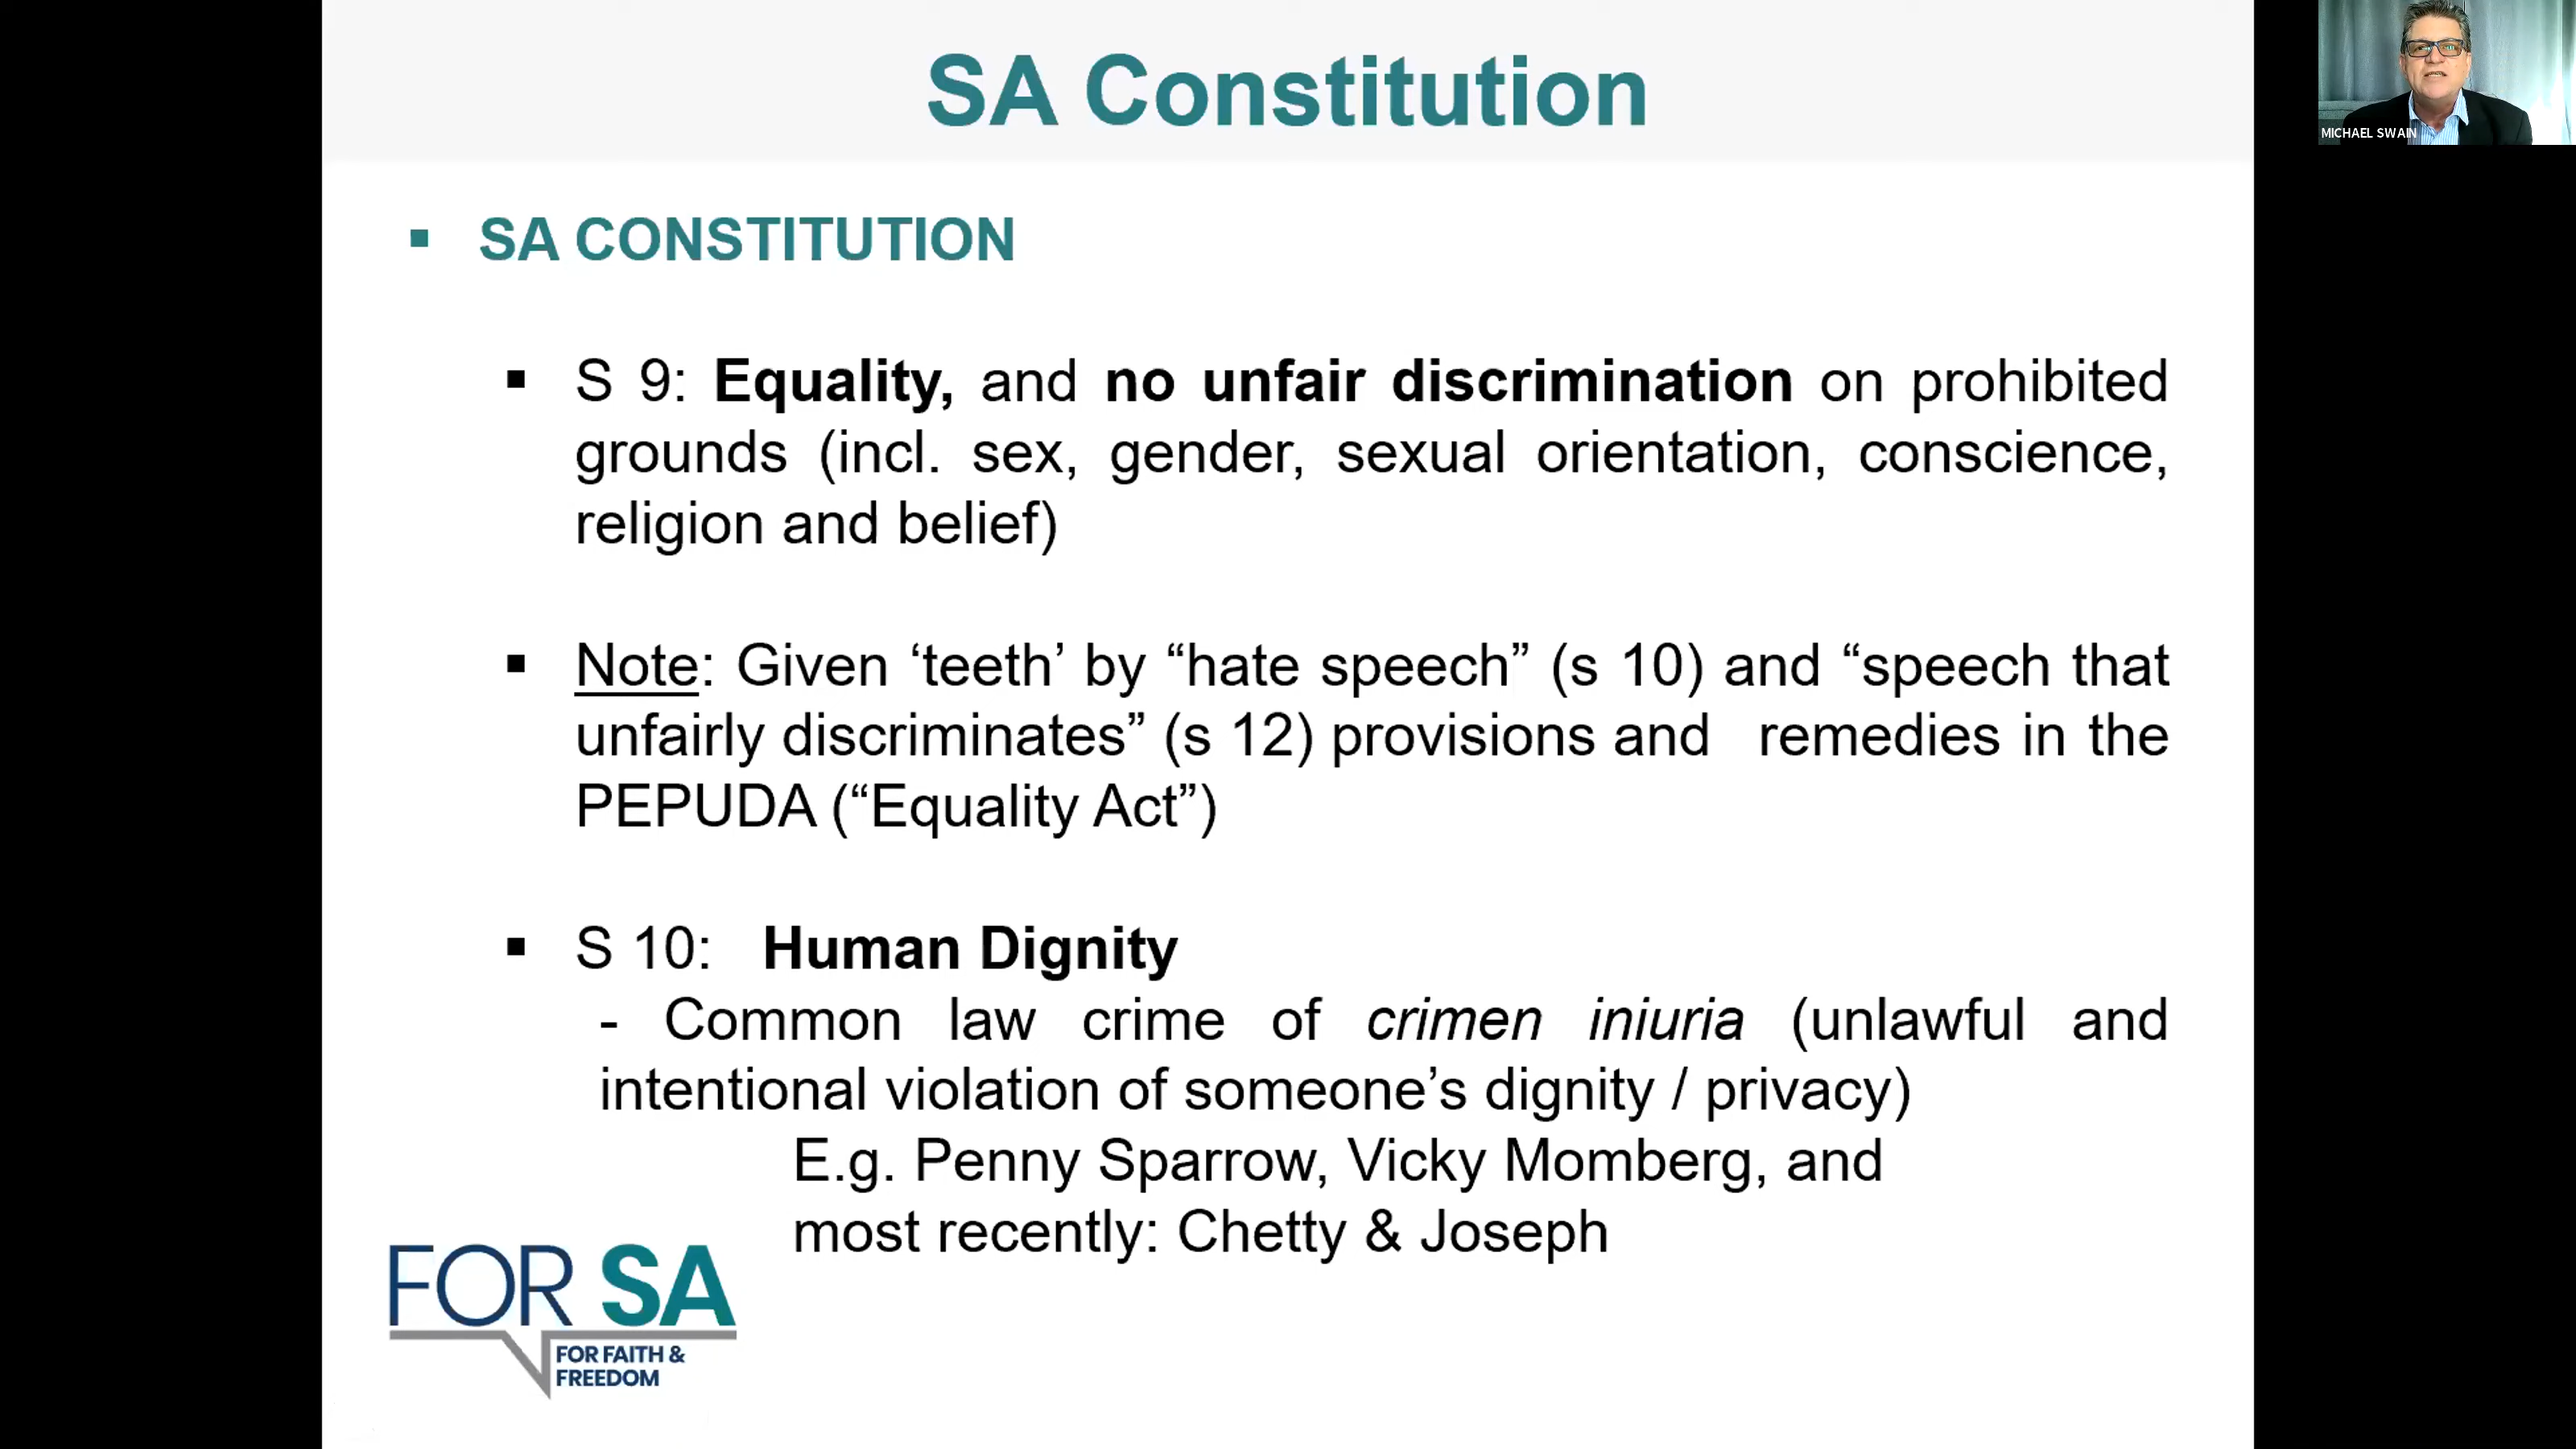 SA Constitution
MICHAEL SWAIN
▪ SA CONSTITUTION
▪ S 9: Equality, and no unfair discrimination on prohibited
grounds (incl. sex, gender, sexual orientation, conscience,
religion and belief)
▪ Note: Given ‘teeth’ by “hate speech” (s 10) and “speech that
unfairly discriminates” (s 12) provisions and remedies in the
PEPUDA (“Equality Act”)
▪ S 10: Human Dignity
- Common law crime of crimen iniuria (unlawful and
intentional violation of someone’s dignity / privacy)
E.g. Penny Sparrow, Vicky Momberg, and
most recently: Chetty & Joseph
FOR SA
FOR FAITH &
FREEDOM